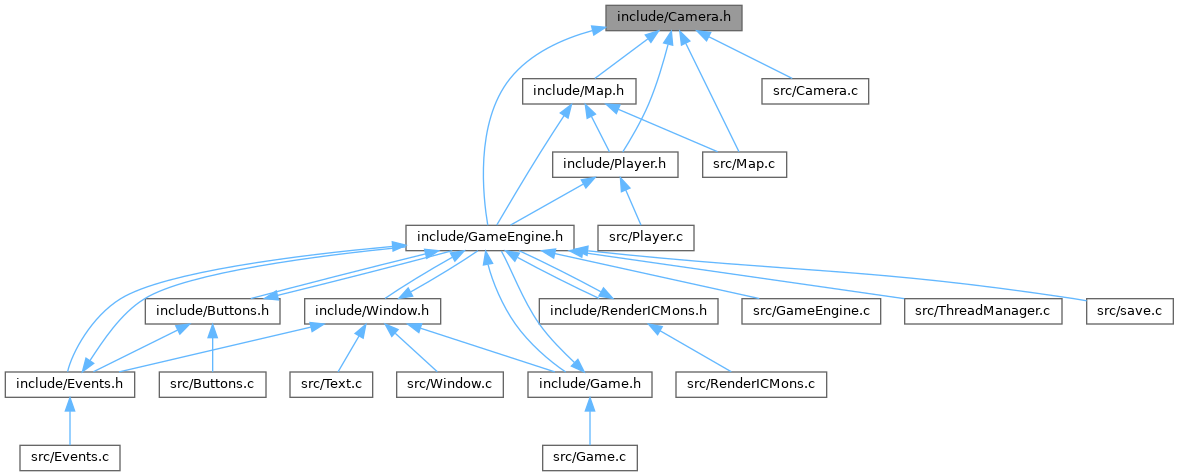 include/Camera.h
include/Map.h
src/Camera.c
include/Player.h
src/Map.c
include/GameEngine.h
src/Player.c
include/Buttons.h
include/Window.h
include/RenderICMons.h
src/GameEngine.c
src/ThreadManager.c
src/save.c
include/Events.h
src/Buttons.c
src/Text.c
src/Window.c
include/Game.h
src/RenderICMons.c
src/Events.c
src/Game.c